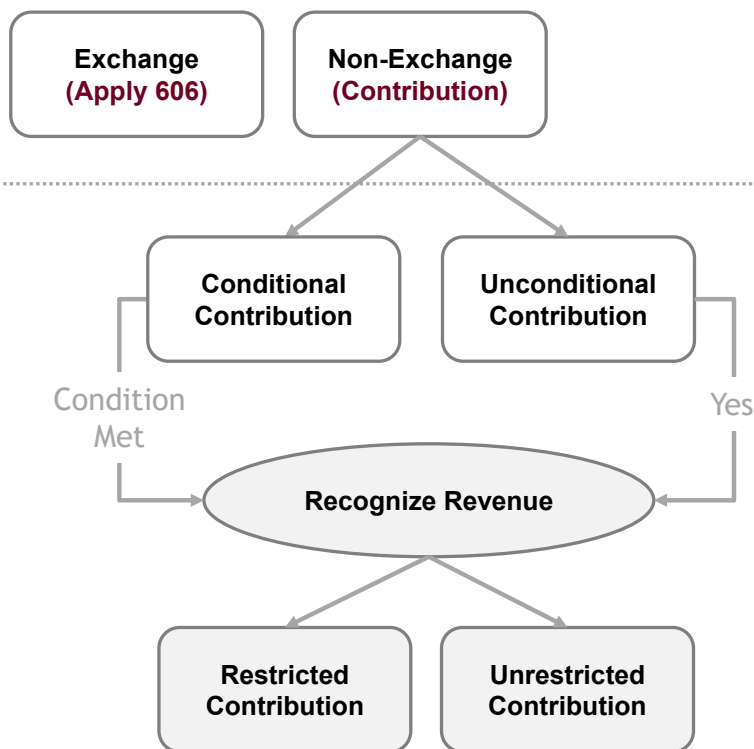 Exchange
(Apply 606)
Non-Exchange
(Contribution)
Conditional
Contribution
Unconditional
Contribution
Condition
Met
Yes
Recognize Revenue
Restricted
Contribution
Unrestricted
Contribution